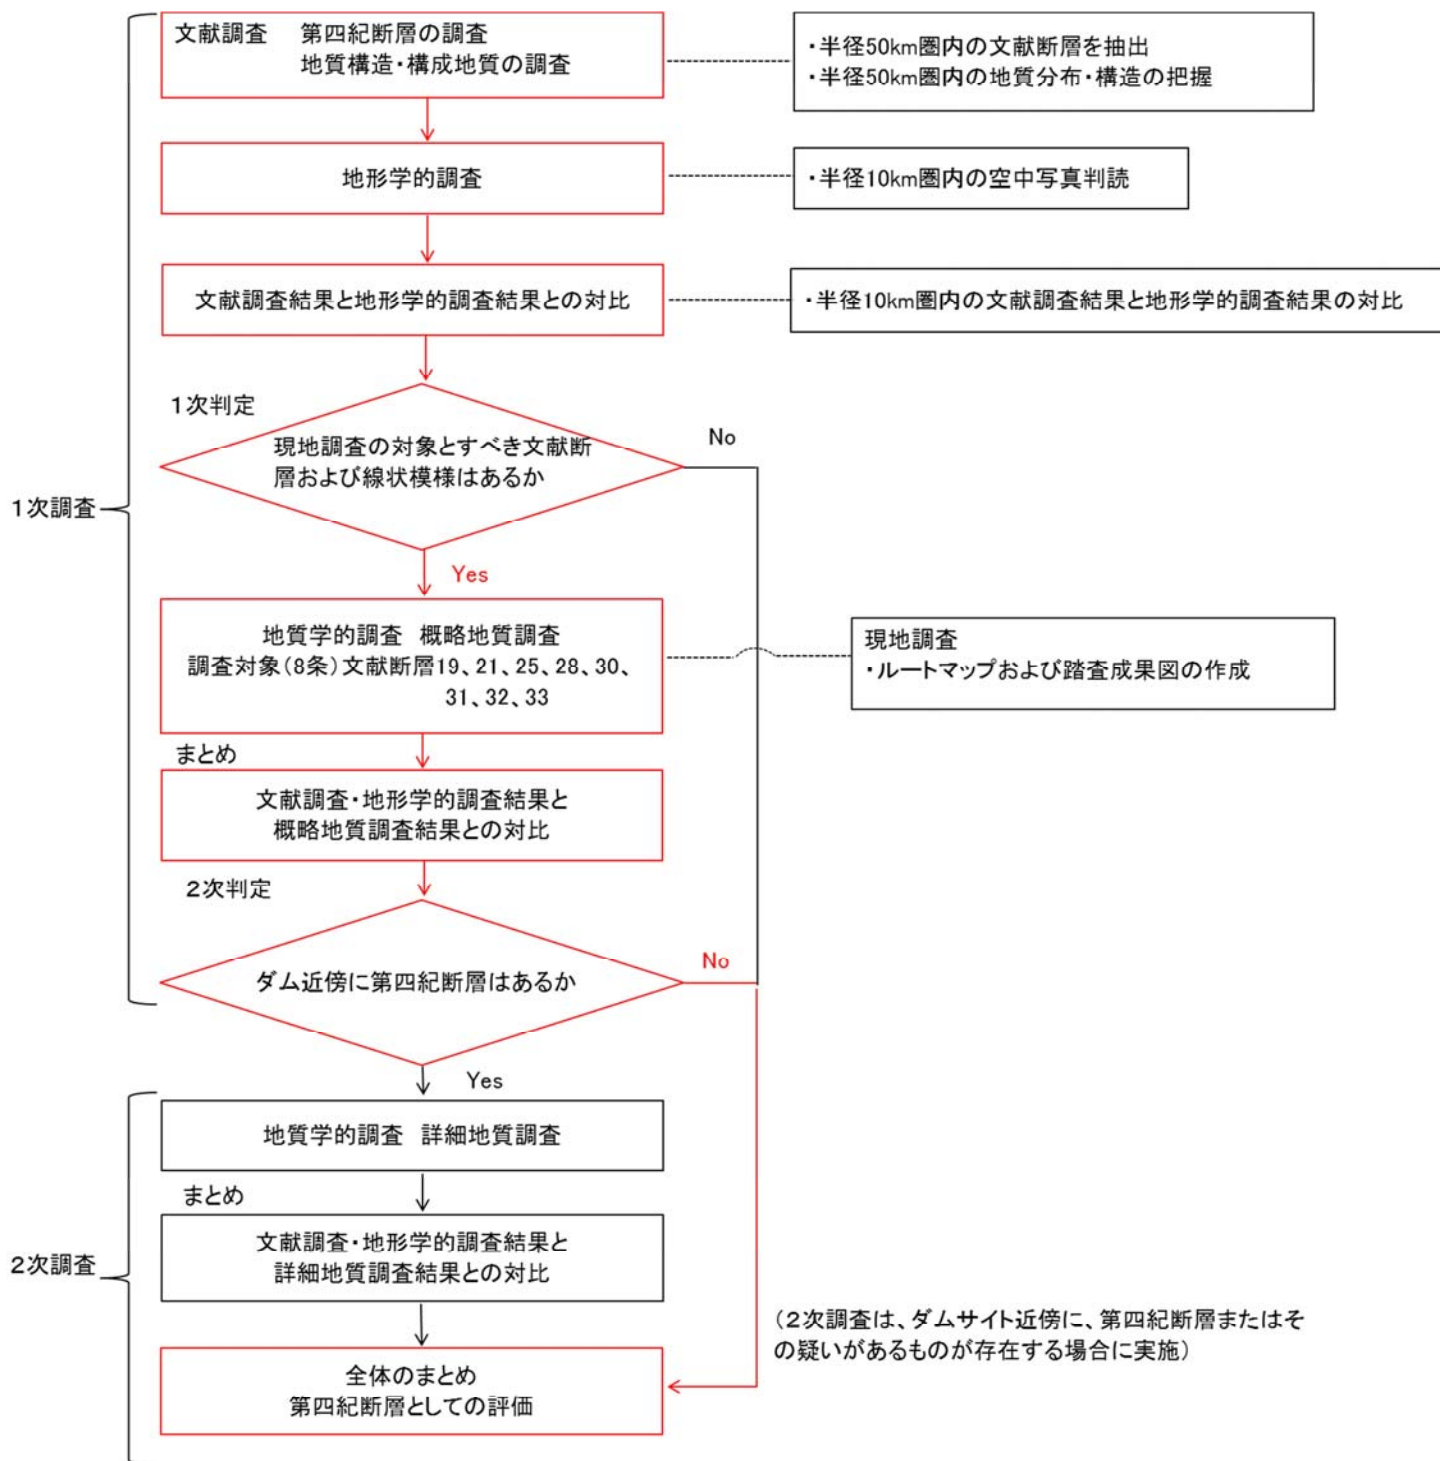 文献調査　第四紀断層の調査
地質構造・構成地質の調査
・半径50km圏内の文献断層を抽出
・半径50km圏内の地質分布・構造の把握
地形学的調査
・半径10km圏内の空中写真判読
文献調査結果と地形学的調査結果との対比
・半径10km圏内の文献調査結果と地形学的調査結果の対比
1次判定
現地調査の対象とすべき文献断
層および線状模様はあるか
No
1次調査
Yes
地質学的調査　概略地質調査
調査対象(8条)文献断層19、21、25、28、30、
31、32、33
現地調査
・ルートマップおよび踏査成果図の作成
まとめ
文献調査・地形学的調査結果と
概略地質調査結果との対比
2次判定
ダム近傍に第四紀断層はあるか
No
Yes
地質学的調査　詳細地質調査
まとめ
文献調査・地形学的調査結果と
詳細地質調査結果との対比
2次調査
(2次調査は、ダムサイト近傍に、第四紀断層またはそ
の疑いがあるものが存在する場合に実施)
全体のまとめ
第四紀断層としての評価